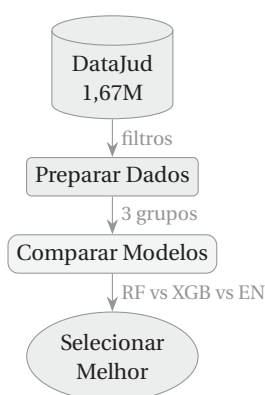 DataJud
1,67M
filtros
Preparar Dados
3 grupos
Comparar Modelos
RF vs XGB vs EN
Selecionar
Melhor